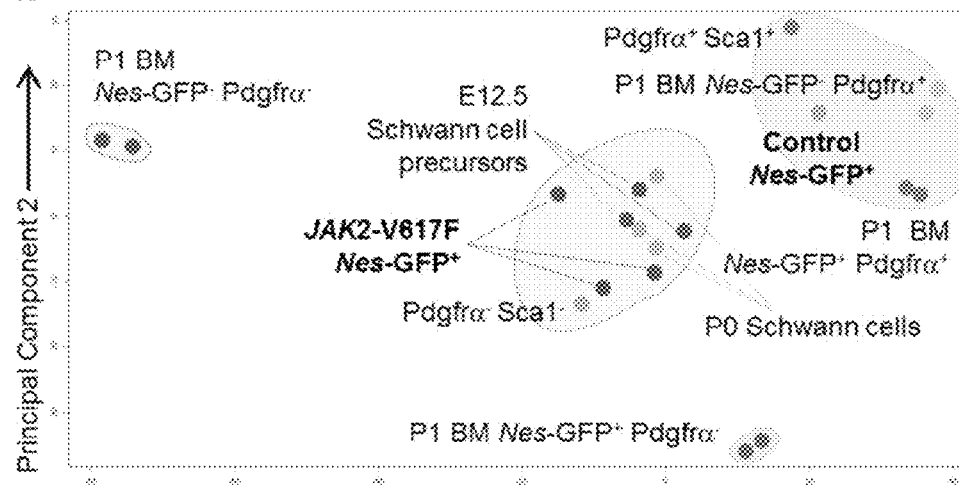 P1 BM
Nes-GFP⁻ Pdgfrα⁻
E12.5
Schwann cell
precursors
Pdgfrα⁺ Sca1⁺
P1 BM Nes-GFP⁻ Pdgfrα⁺
Control
Nes-GFP⁺
JAK2-V617F
Nes-GFP⁺
P1 BM
Nes-GFP⁺ Pdgfrα⁺
Pdgfrα⁻ Sca1⁻
P0 Schwann cells
P1 BM Nes-GFP⁺ Pdgfrα⁻
Principal Component 2